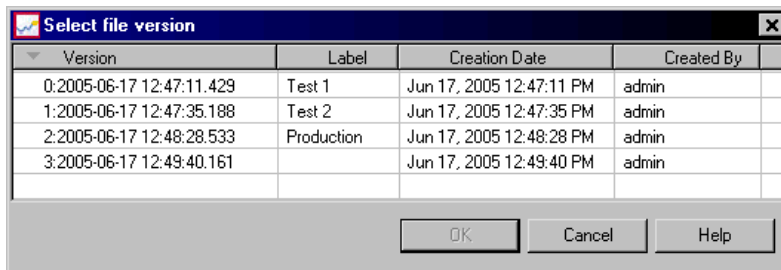 Select file version
Version Label Creation Date Created By
0:2005-06-17 12:47:11.429 Test 1 Jun 17, 2005 12:47:11 PM admin
1:2005-06-17 12:47:35.188 Test 2 Jun 17, 2005 12:47:35 PM admin
2:2005-06-17 12:48:28.533 Production Jun 17, 2005 12:48:28 PM admin
3:2005-06-17 12:49:40.161 Jun 17, 2005 12:49:40 PM admin
OK Cancel Help